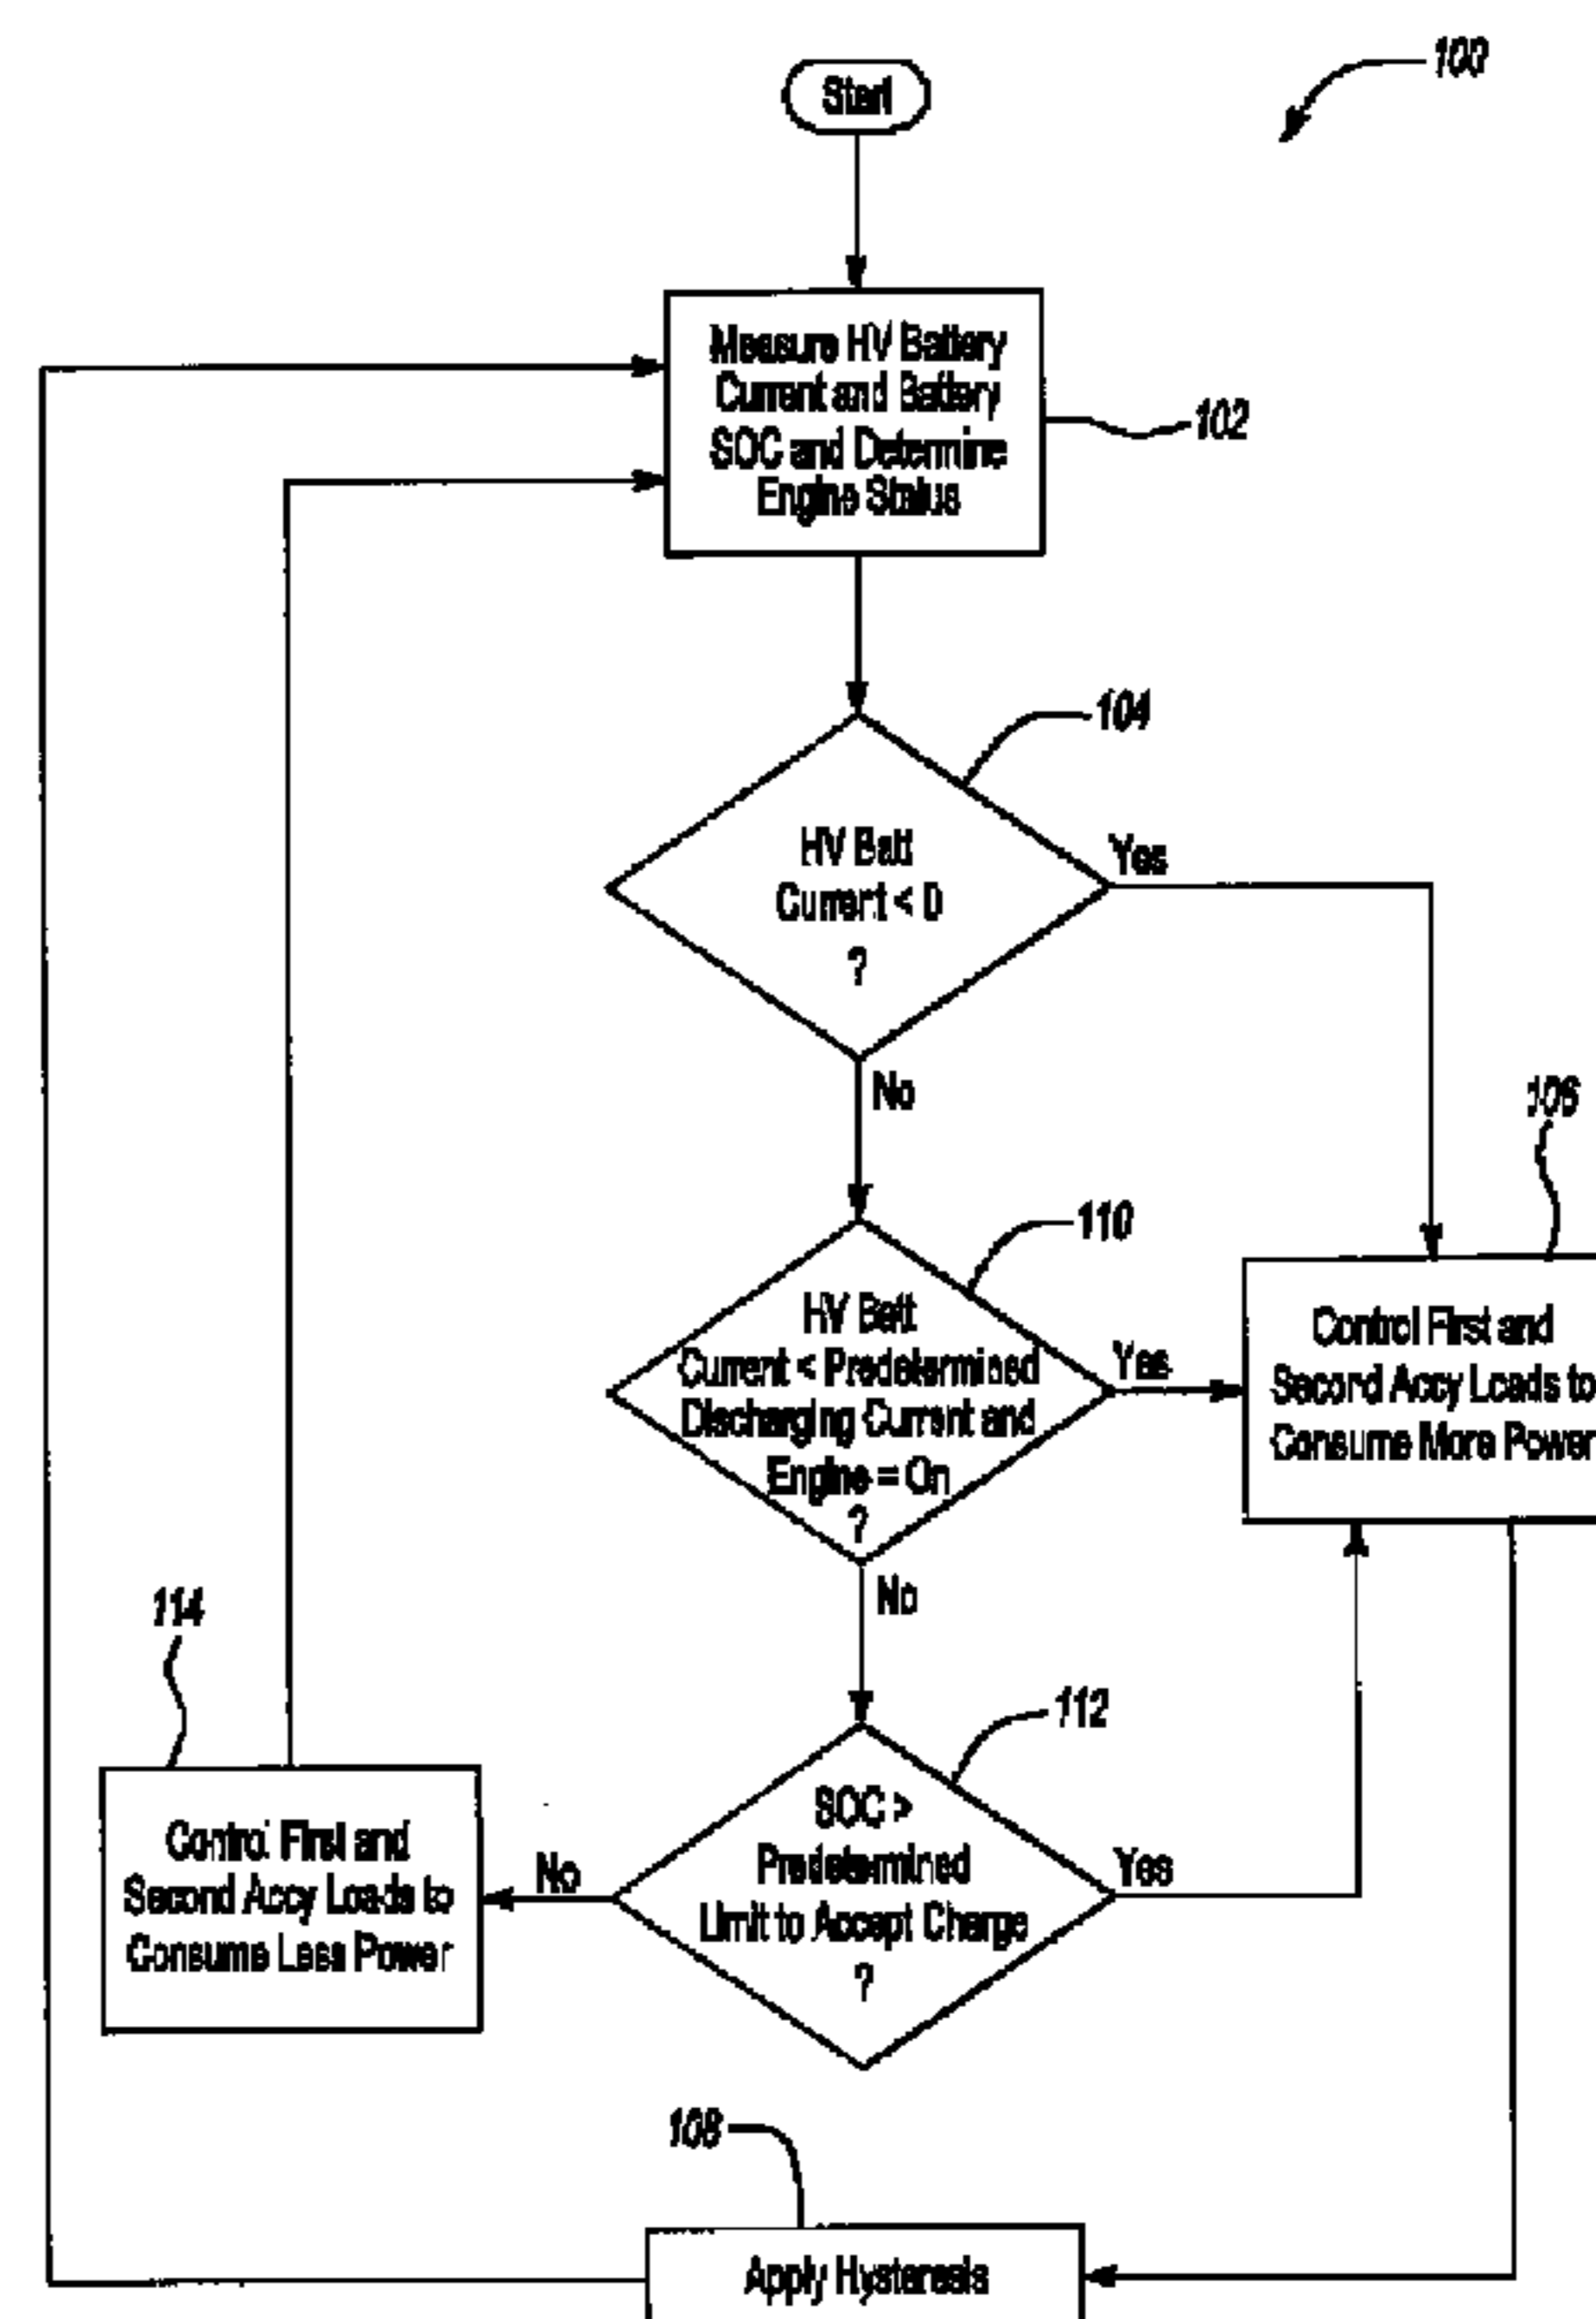 100
Start
Measure HV Battery
Current and Battery
SOC and Determine
Engine Status
102
104
HV Batt
Current < 0
?
Yes
No
106
110
HV Batt
Current < Predetermined
Discharging Current and
Engine = On
?
Yes
Control First and
Second Accy Loads to
Consume More Power
No
114
112
SOC >
Predetermined
Limit to Accept Charge
?
No
Yes
Control First and
Second Accy Loads to
Consume Less Power
108
Apply Hysteresis